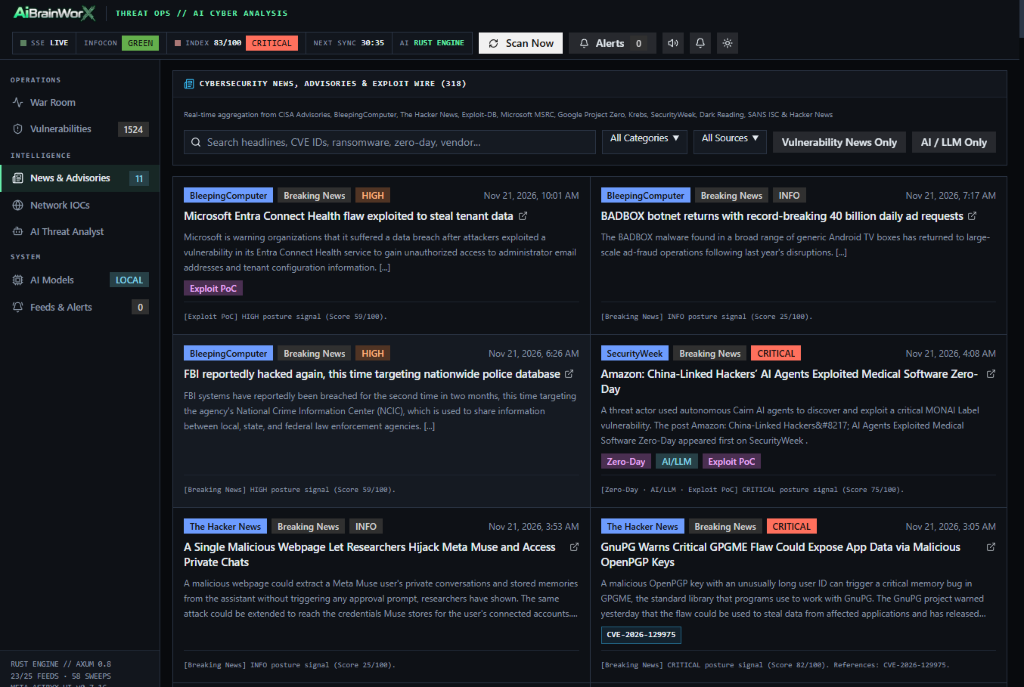 AiBrainWorX
THREAT OPS // AI CYBER ANALYSIS
SSE LIVE
INFOCON GREEN
INDEX 83/100 CRITICAL
NEXT SYNC 30:35
AI RUST ENGINE
Scan Now
Alerts 0
OPERATIONS
War Room
Vulnerabilities 1524
INTELLIGENCE
News & Advisories 11
Network IOCs
AI Threat Analyst
SYSTEM
AI Models LOCAL
Feeds & Alerts 0
RUST ENGINE // AXUM 0.8
23/25 FEEDS · 58 SWEEPS
CYBERSECURITY NEWS, ADVISORIES & EXPLOIT WIRE (318)
Real-time aggregation from CISA Advisories, BleepingComputer, The Hacker News, Exploit-DB, Microsoft MSRC, Google Project Zero, Krebs, SecurityWeek, Dark Reading, SANS ISC & Hacker News
Search headlines, CVE IDs, ransomware, zero-day, vendor...
All Categories ▼
All Sources ▼
Vulnerability News Only
AI / LLM Only
BleepingComputer Breaking News HIGH Nov 21, 2026, 10:01 AM
Microsoft Entra Connect Health flaw exploited to steal tenant data
Microsoft is warning organizations that it suffered a data breach after attackers exploited a
vulnerability in its Entra Connect Health service to gain unauthorized access to administrator email
addresses and tenant configuration information. [...]
Exploit PoC
[Exploit PoC] HIGH posture signal (Score 59/100).
BleepingComputer Breaking News INFO Nov 21, 2026, 7:17 AM
BADBOX botnet returns with record-breaking 40 billion daily ad requests
The BADBOX malware found in a broad range of generic Android TV boxes has returned to large-
scale ad-fraud operations following last year's disruptions. [...]
[Breaking News] INFO posture signal (Score 25/100).
BleepingComputer Breaking News HIGH Nov 21, 2026, 6:26 AM
FBI reportedly hacked again, this time targeting nationwide police database
FBI systems have reportedly been breached for the second time in two months, this time targeting
the agency's National Crime Information Center (NCIC), which is used to share information
between local, state, and federal law enforcement agencies. [...]
[Breaking News] HIGH posture signal (Score 59/100).
SecurityWeek Breaking News CRITICAL Nov 21, 2026, 4:08 AM
Amazon: China-Linked Hackers' AI Agents Exploited Medical Software Zero-
Day
A threat actor used autonomous Cairn AI agents to discover and exploit a critical MONAI Label
vulnerability. The post Amazon: China-Linked Hackers&#8217; AI Agents Exploited Medical
Software Zero-Day appeared first on SecurityWeek .
Zero-Day AI/LLM Exploit PoC
[Zero-Day · AI/LLM · Exploit PoC] CRITICAL posture signal (Score 75/100).
The Hacker News Breaking News INFO Nov 21, 2026, 3:53 AM
A Single Malicious Webpage Let Researchers Hijack Meta Muse and Access
Private Chats
A malicious webpage could extract a Meta Muse user's private conversations and stored memories
from the assistant without triggering any approval prompt, researchers have shown. The same
attack could be extended to reach the credentials Muse stores for the user's connected accounts....
[Breaking News] INFO posture signal (Score 25/100).
The Hacker News Breaking News CRITICAL Nov 21, 2026, 3:05 AM
GnuPG Warns Critical GPGME Flaw Could Expose App Data via Malicious
OpenPGP Keys
A malicious OpenPGP key with an unusually long user ID can trigger a critical memory bug in
GPGME, the standard library that programs use to work with GnuPG. The GnuPG project warned
yesterday that the flaw could be used to steal data from affected applications and has released...
CVE-2026-129975
[Breaking News] CRITICAL posture signal (Score 82/100). References: CVE-2026-129975.